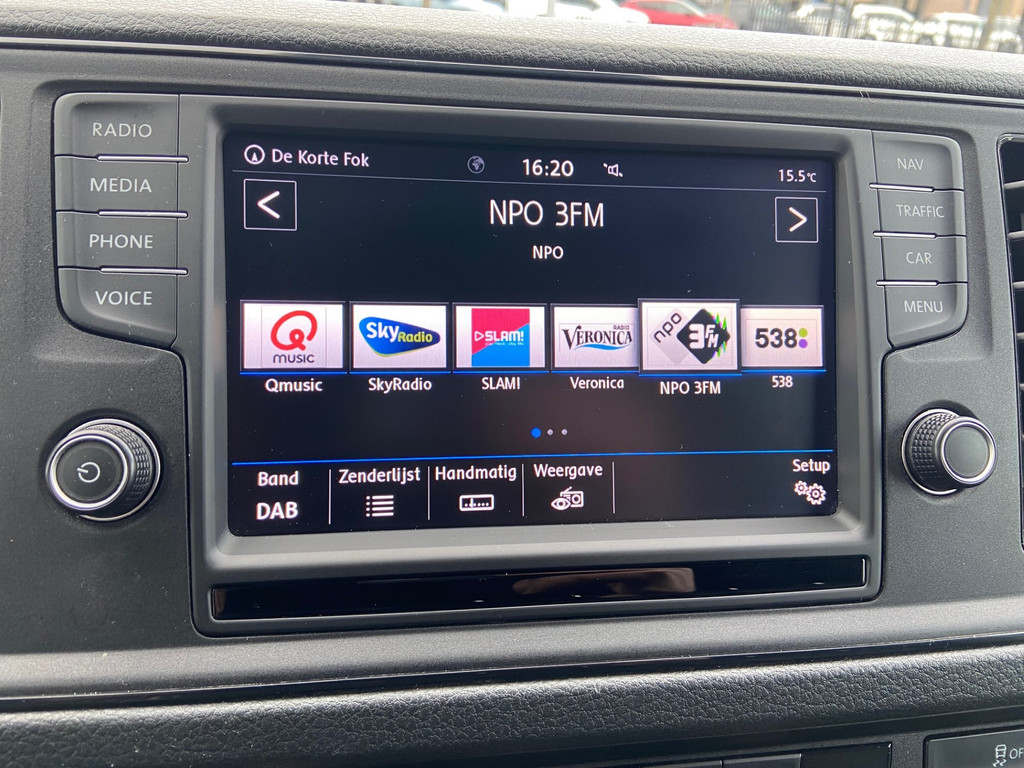 RADIO
MEDIA
PHONE
VOICE
De Korte Fok
16:20
15.5°C
<
NPO 3FM
>
NPO
Q MUSIC
Sky Radio
SLAM!
RADIO VERONICA
npo 3FM
538
Qmusic
SkyRadio
SLAM!
Veronica
NPO 3FM
538
Band
DAB
Zenderlijst
Handmatig
Weergave
Setup
NAV
TRAFFIC
CAR
MENU
OF